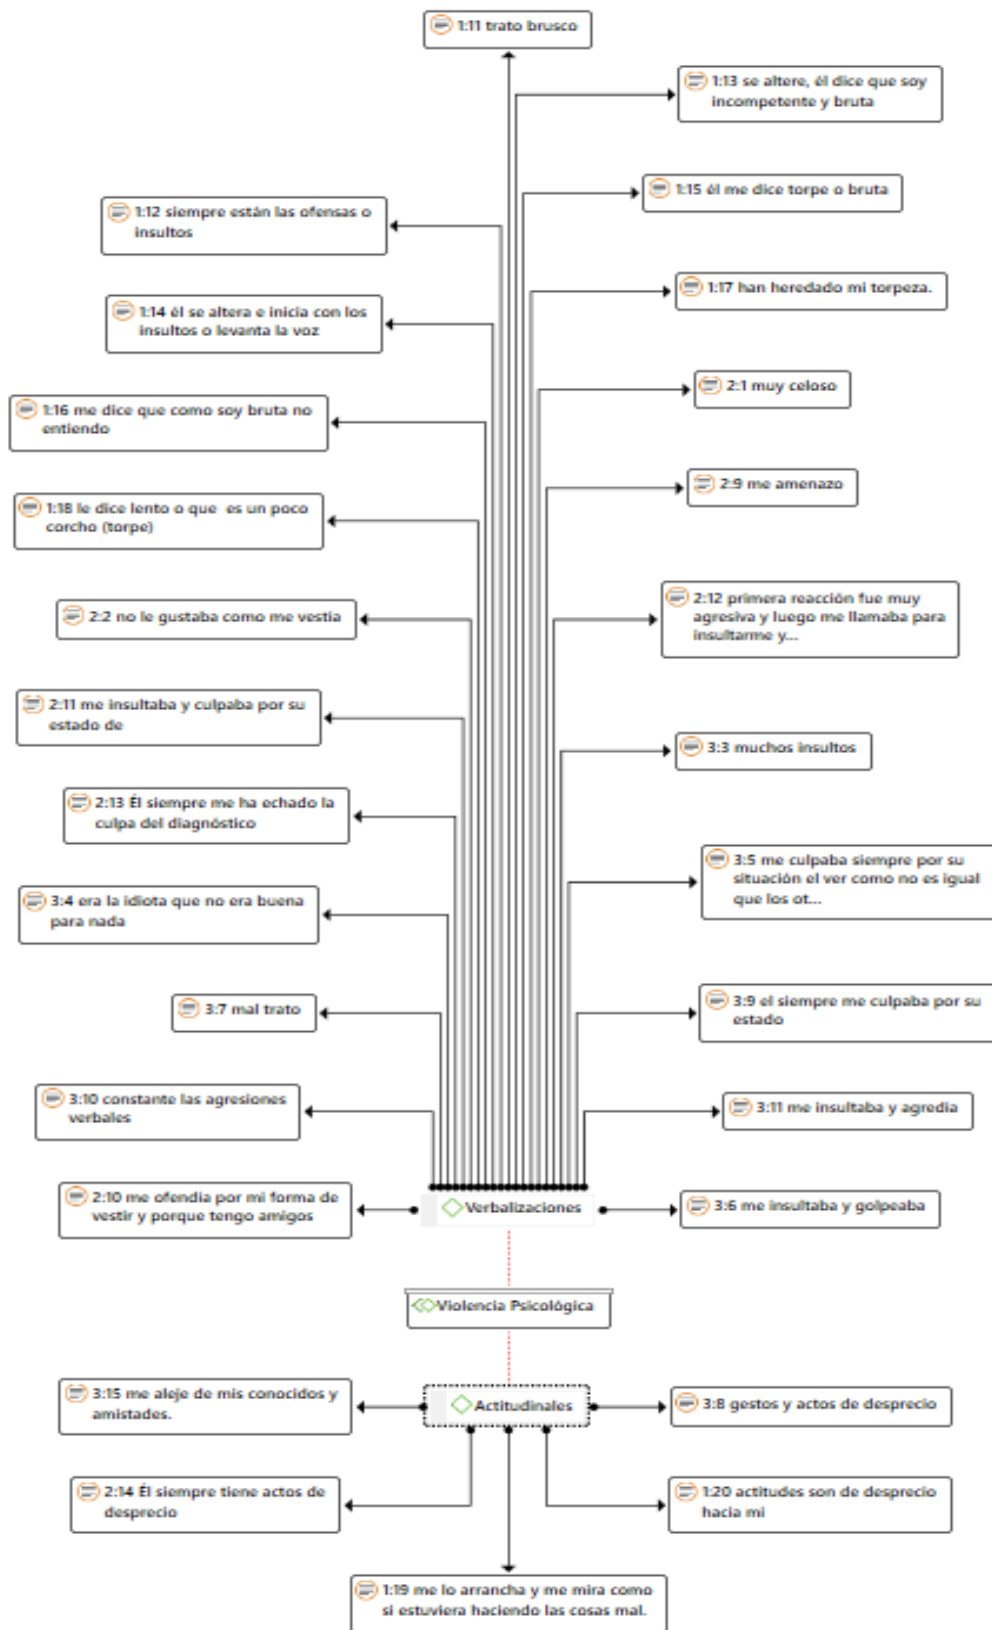 1:11 trato brusco
1:13 se altere, él dice que soy
incompetente y bruta
1:15 él me dice torpe o bruta
1:12 siempre están las ofensas o
insultos
1:17 han heredado mi torpeza.
1:14 él se altera e inicia con los
insultos o levanta la voz
2:1 muy celoso
1:16 me dice que como soy bruta no
entiendo
2:9 me amenazo
1:18 le dice lento o que es un poco
corcho (torpe)
2:12 primera reacción fue muy
agresiva y luego me llamaba para
insultarme y...
2:2 no le gustaba como me vestia
2:11 me insultaba y culpaba por su
estado de
3:3 muchos insultos
2:13 Él siempre me ha echado la
culpa del diagnóstico
3:5 me culpaba siempre por su
situación el ver como no es igual
que los ot...
3:4 era la idiota que no era buena
para nada
3:7 mal trato
3:9 el siempre me culpaba por su
estado
3:10 constante las agresiones
verbales
3:11 me insultaba y agredia
2:10 me ofendia por mi forma de
vestir y porque tengo amigos
Verbalizaciones
3:6 me insultaba y golpeaba
Violencia Psicológica
3:15 me aleje de mis conocidos y
amistades.
Actitudinales
3:8 gestos y actos de desprecio
2:14 Él siempre tiene actos de
desprecio
1:20 actitudes son de desprecio
hacia mi
1:19 me lo arrancha y me mira como
si estuviera haciendo las cosas mal.